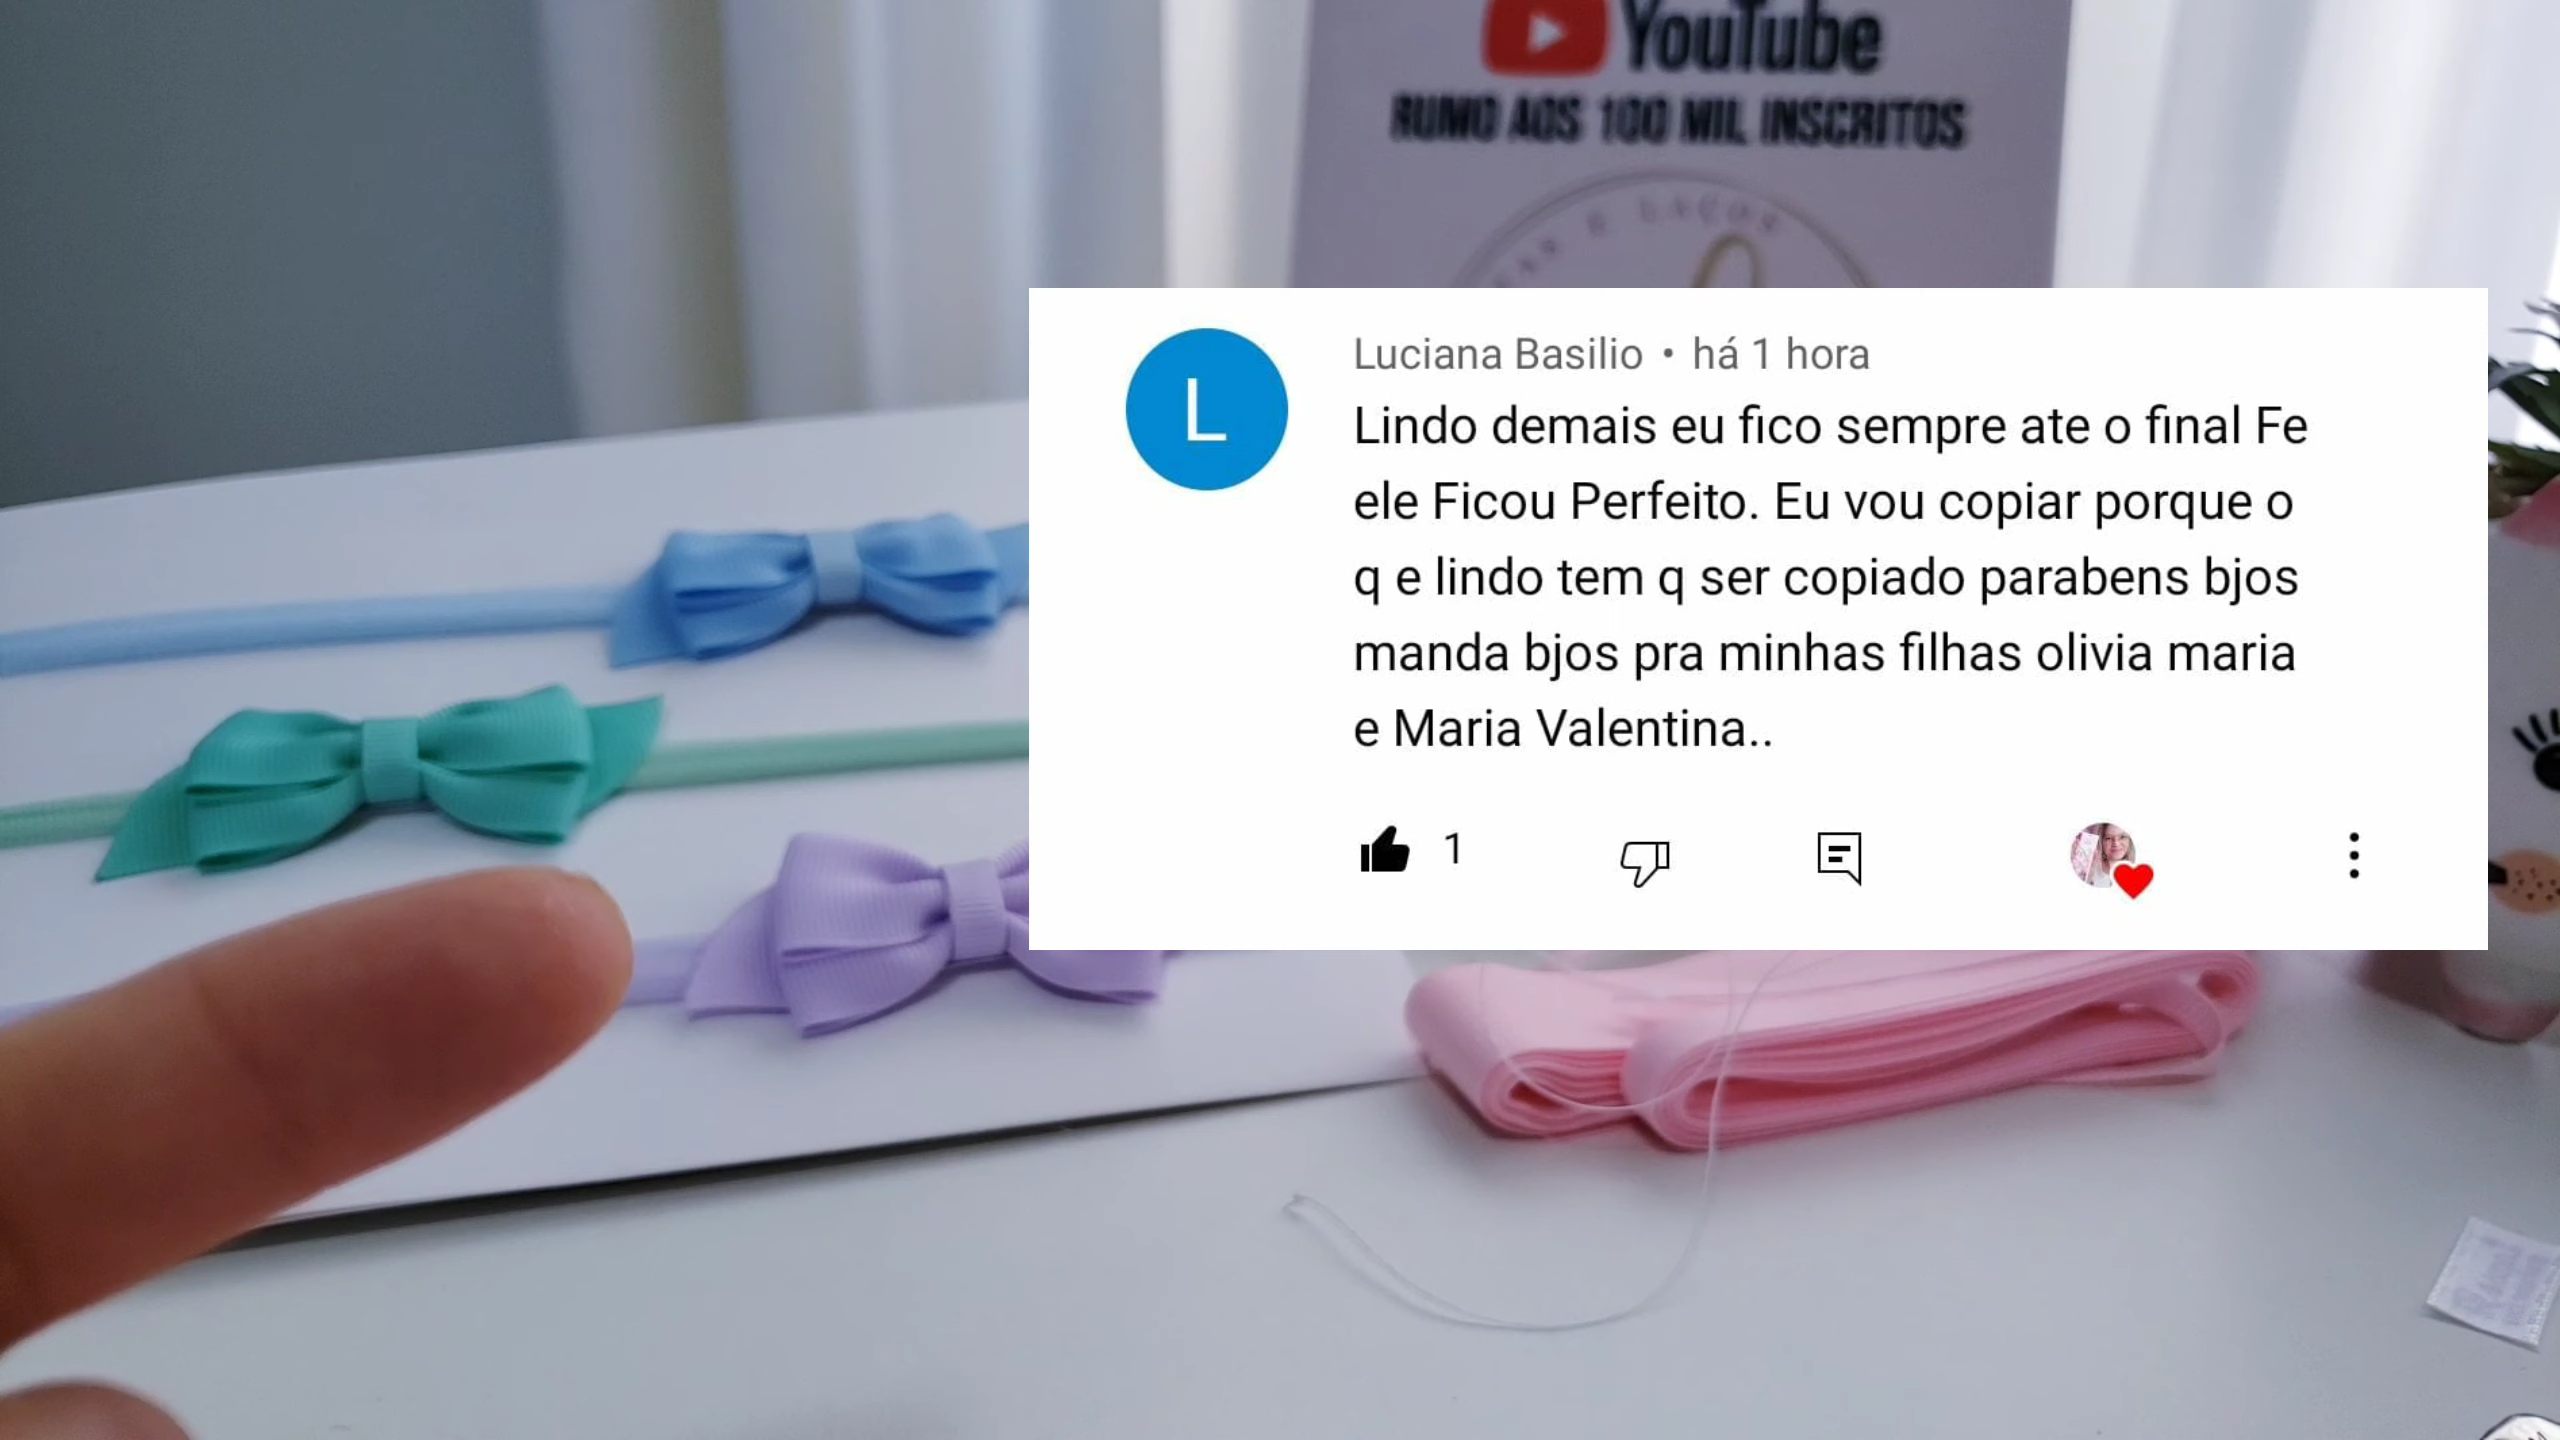 YouTube
RUMO AOS 100 MIL INSCRITOS
E LAÇOS
L
Luciana Basilio • há 1 hora
Lindo demais eu fico sempre ate o final Fe
ele Ficou Perfeito. Eu vou copiar porque o
q e lindo tem q ser copiado parabens bjos
manda bjos pra minhas filhas olivia maria
e Maria Valentina..
1